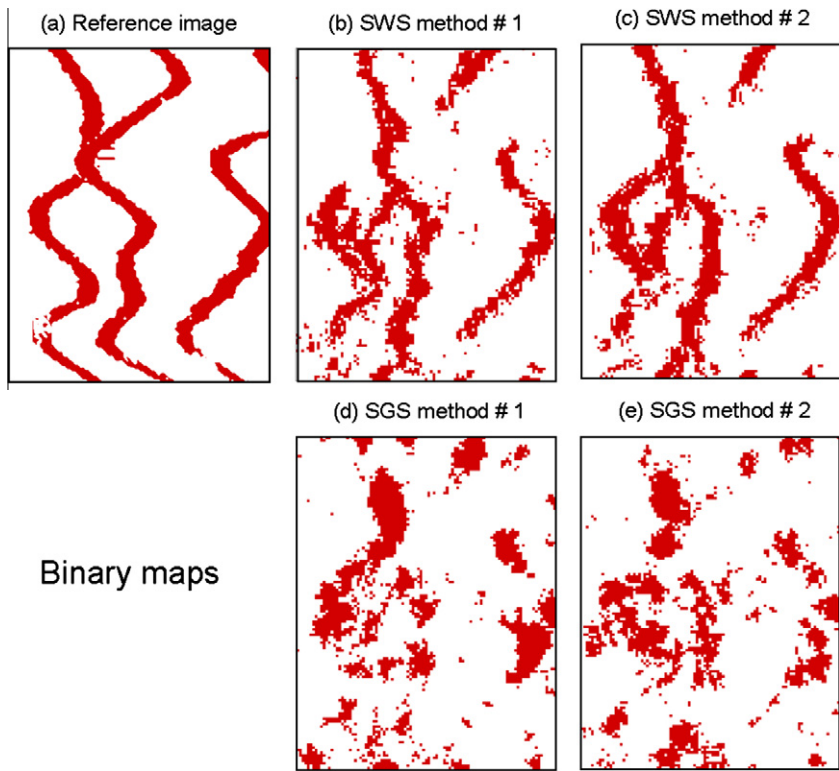 (a) Reference image
(b) SWS method # 1
(c) SWS method # 2
(d) SGS method # 1
(e) SGS method # 2
Binary maps